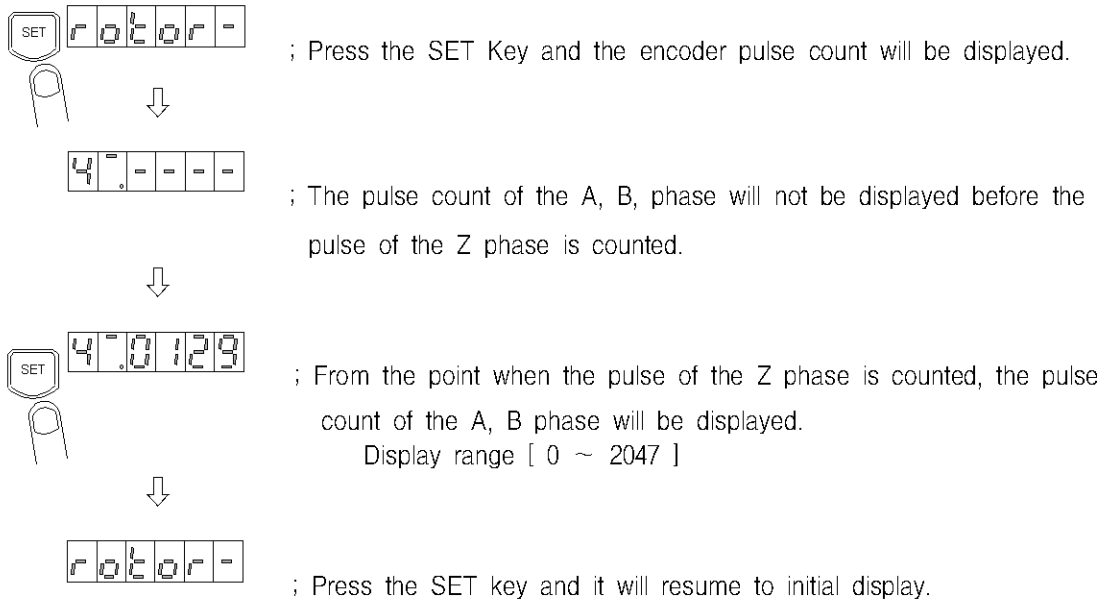 SET
rotor-
; Press the SET Key and the encoder pulse count will be displayed.
4‾.----
; The pulse count of the A, B, phase will not be displayed before the
pulse of the Z phase is counted.
SET
4‾.0129
; From the point when the pulse of the Z phase is counted, the pulse
count of the A, B phase will be displayed.
Display range [ 0 ~ 2047 ]
rotor-
; Press the SET key and it will resume to initial display.